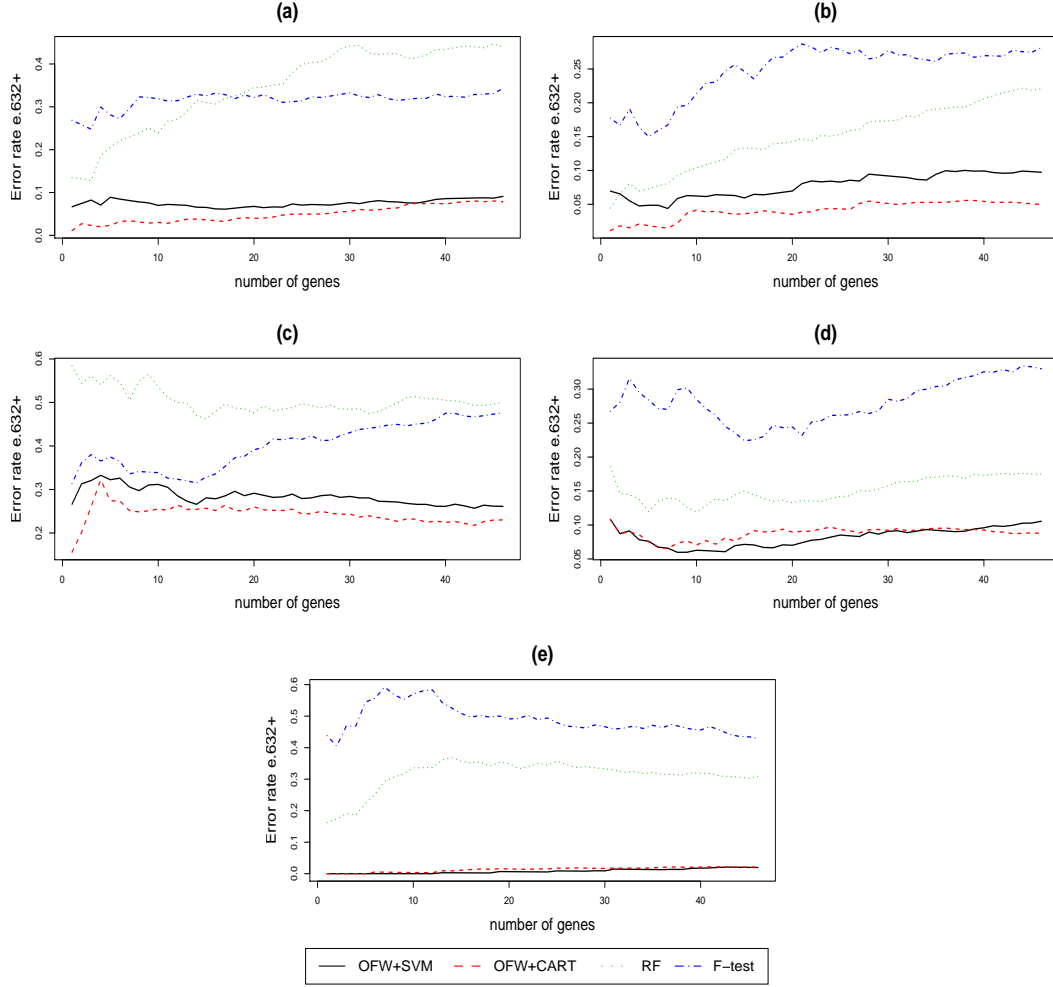 (a)
Error rate e.632+
0.0 0.1 0.2 0.3 0.4
0 10 20 30 40
number of genes
(b)
Error rate e.632+
0.05 0.10 0.15 0.20 0.25
0 10 20 30 40
number of genes
(c)
Error rate e.632+
0.2 0.3 0.4 0.5 0.6
0 10 20 30 40
number of genes
(d)
Error rate e.632+
0.05 0.10 0.15 0.20 0.25 0.30
0 10 20 30 40
number of genes
(e)
Error rate e.632+
0.0 0.1 0.2 0.3 0.4 0.5 0.6
0 10 20 30 40
number of genes
OFW+SVM OFW+CART RF F−test